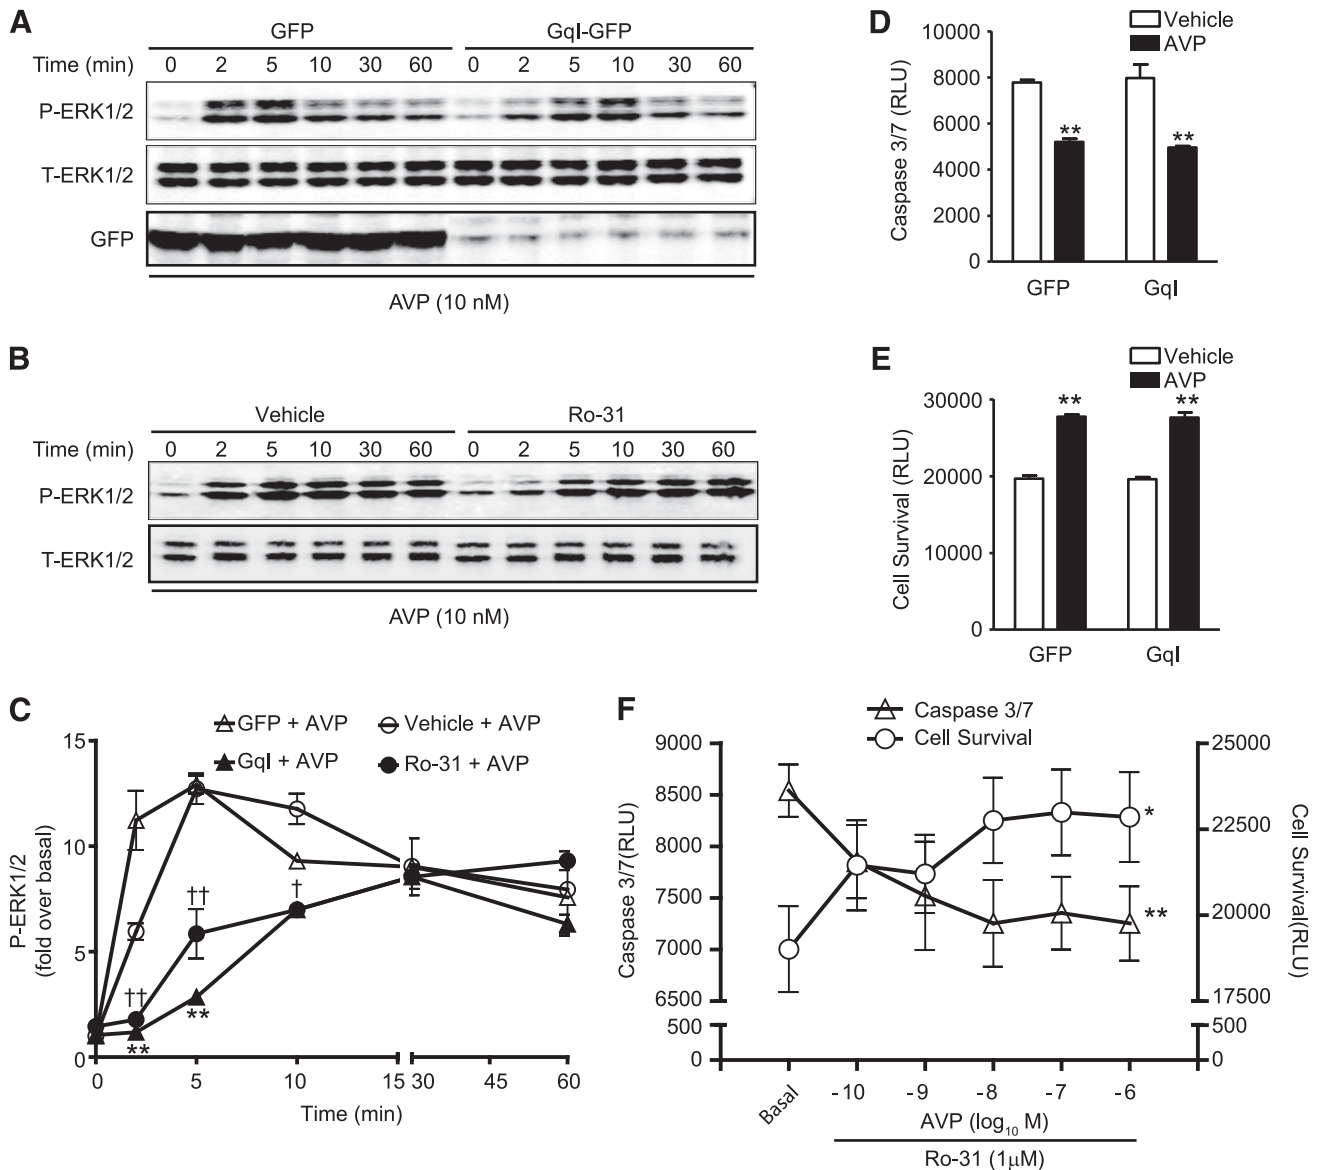 A
GFP GqI-GFP
Time (min) 0 2 5 10 30 60 0 2 5 10 30 60
P-ERK1/2
T-ERK1/2
GFP
AVP (10 nM)
B
Vehicle Ro-31
Time (min) 0 2 5 10 30 60 0 2 5 10 30 60
P-ERK1/2
T-ERK1/2
AVP (10 nM)
C
GFP + AVP Vehicle + AVP
GqI + AVP Ro-31 + AVP
P-ERK1/2
(fold over basal)
15
10
5
0
†† †† †
** **
0 5 10 15 30 45 60
Time (min)
D
Vehicle
AVP
Caspase 3/7 (RLU)
10000
8000
6000
4000
2000
0
** **
GFP GqI
E
Vehicle
AVP
Cell Survival (RLU)
30000
20000
10000
0
** **
GFP GqI
F
Caspase 3/7
Cell Survival
Caspase 3/7(RLU)
9000
8500
8000
7500
7000
6500
500
0
Cell Survival(RLU)
25000
22500
20000
17500
500
0
*
**
Basal -10 -9 -8 -7 -6
AVP (log₁₀ M)
Ro-31 (1µM)